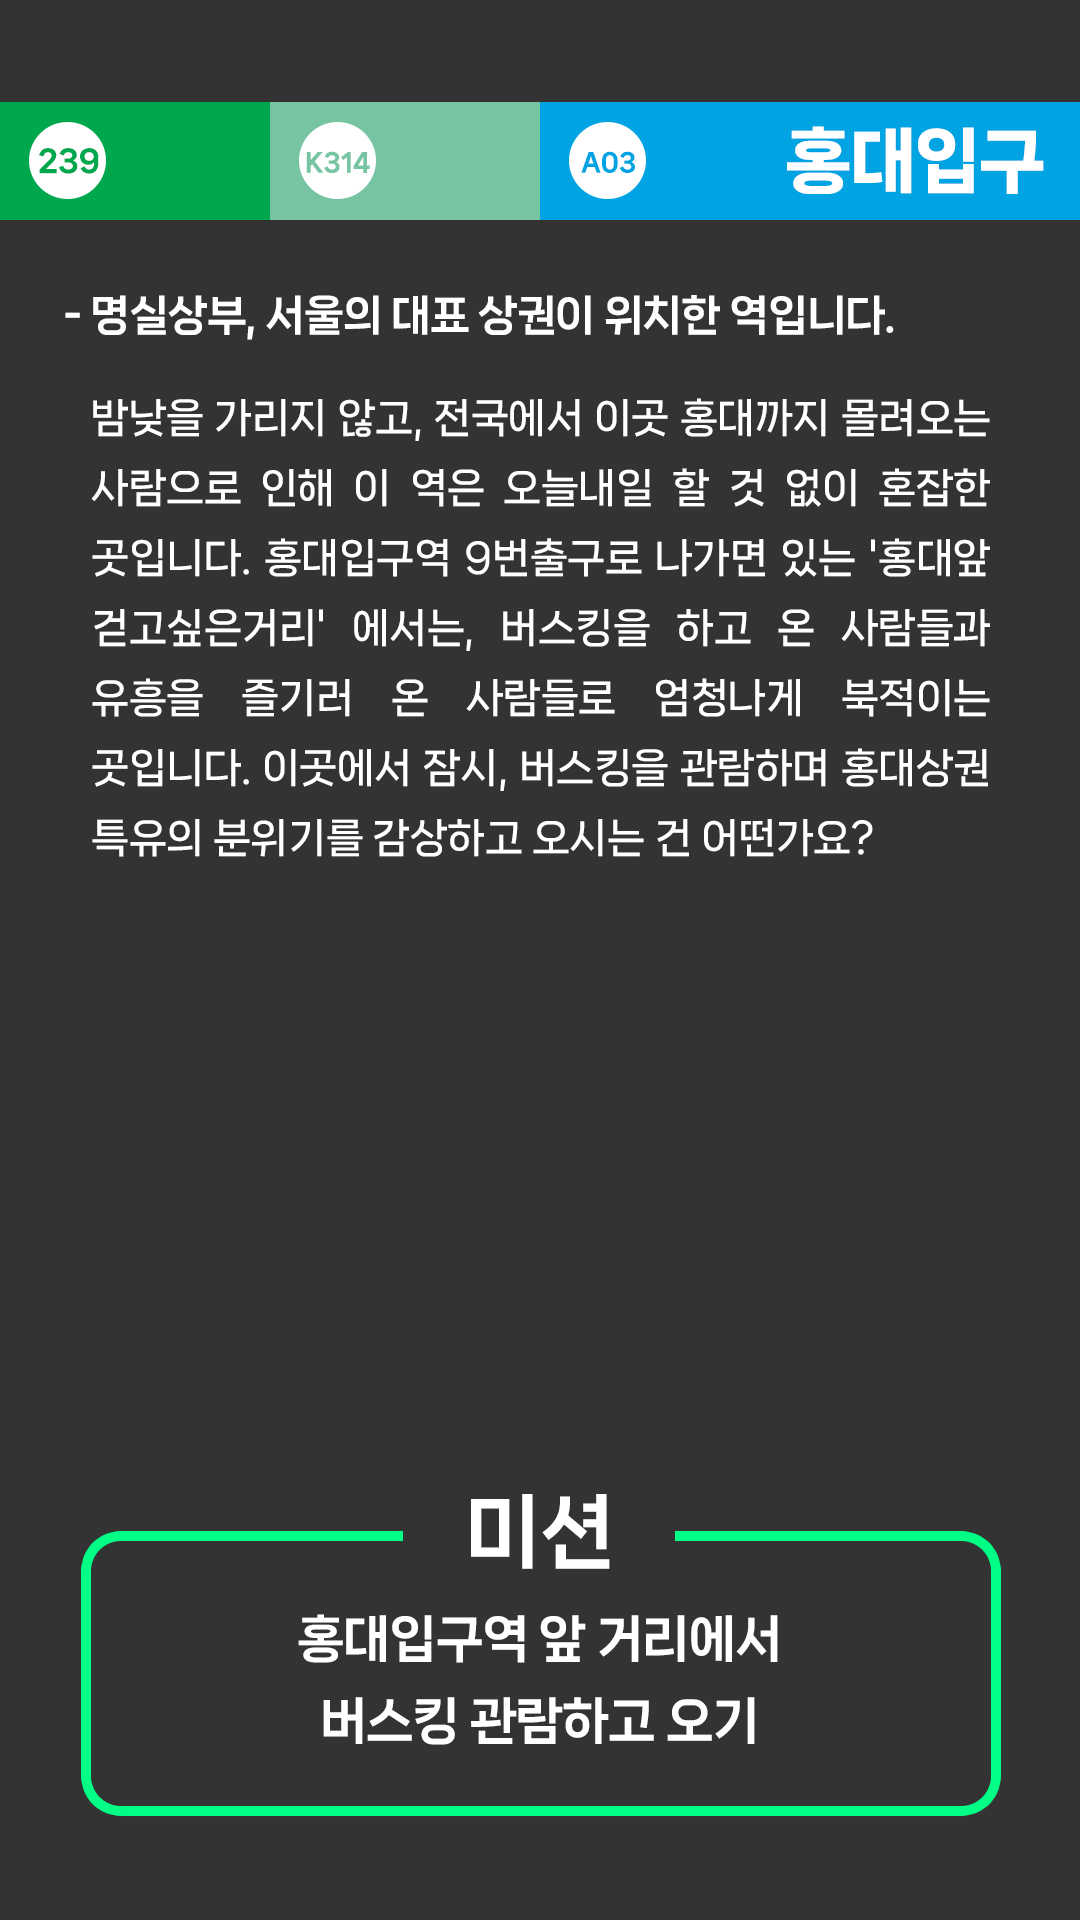 239 K314 A03 홍대입구
- 명실상부, 서울의 대표 상권이 위치한 역입니다.
밤낮을 가리지 않고, 전국에서 이곳 홍대까지 몰려오는
사람으로 인해 이 역은 오늘내일 할 것 없이 혼잡한
곳입니다. 홍대입구역 9번출구로 나가면 있는 '홍대앞
걷고싶은거리' 에서는, 버스킹을 하고 온 사람들과
유흥을 즐기러 온 사람들로 엄청나게 북적이는
곳입니다. 이곳에서 잠시, 버스킹을 관람하며 홍대상권
특유의 분위기를 감상하고 오시는 건 어떤가요?
미션
홍대입구역 앞 거리에서
버스킹 관람하고 오기